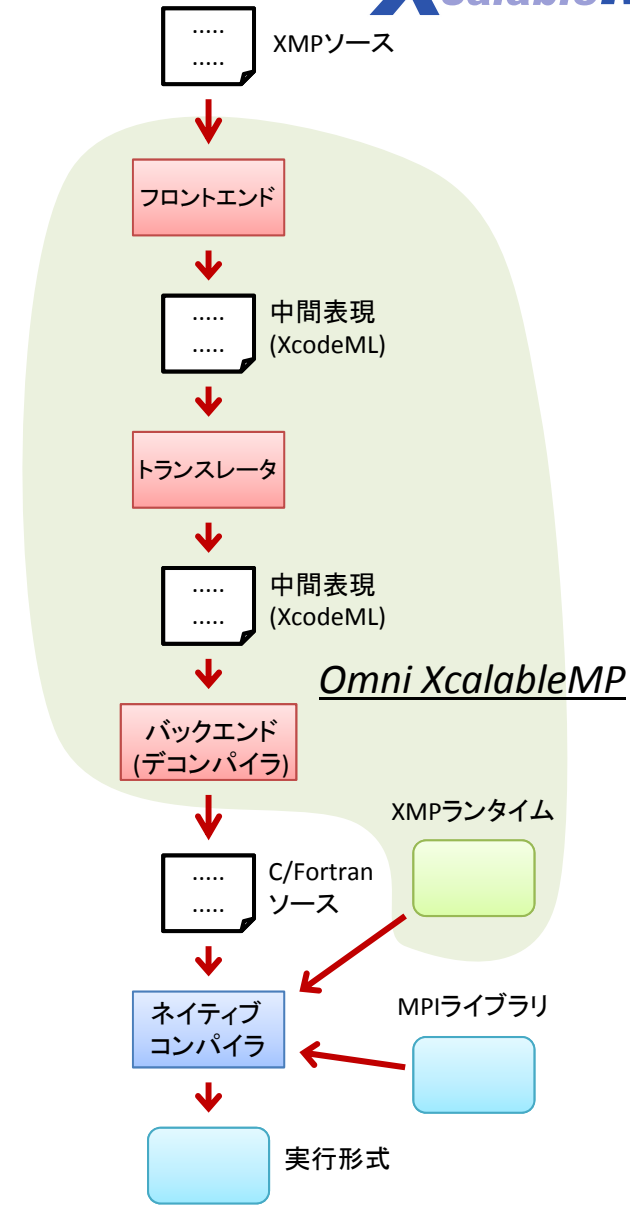 .....
.....
XMPソース
フロントエンド
.....
.....
中間表現
(XcodeML)
トランスレータ
.....
.....
中間表現
(XcodeML)
Omni XcalableMP
バックエンド
(デコンパイラ)
XMPランタイム
.....
.....
C/Fortran
ソース
ネイティブ
コンパイラ
MPIライブラリ
実行形式